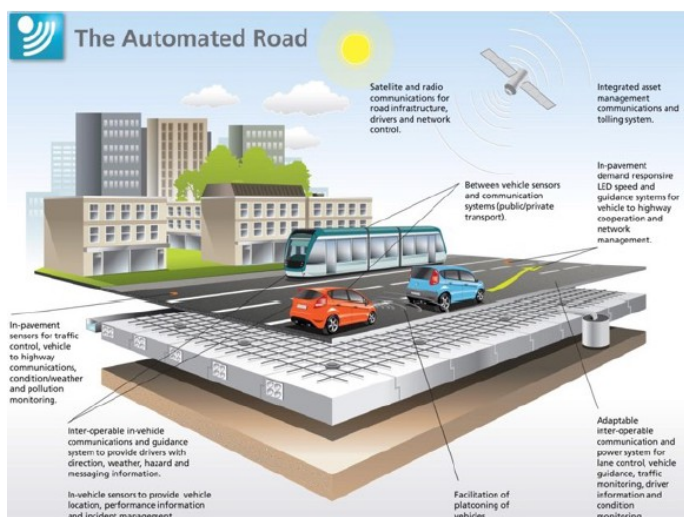 The Automated Road
Satellite and radio
communications for
road infrastructure,
drivers and network
control.
Integrated asset
management
communications and
tolling system.
Between vehicle sensors
and communication
systems (public/private
transport).
In-pavement
demand responsive
LED speed and
guidance systems for
vehicle to highway
cooperation and
network
management.
In-pavement
sensors for traffic
control, vehicle
to highway
communications,
condition/weather
and pollution
monitoring.
Inter-operable in-vehicle
communications and guidance
system to provide drivers with
direction, weather, hazard and
messaging information.
In-vehicle sensors to provide vehicle
location, performance information
and incident management
Facilitation of
platooning of
vehicles
Adaptable
inter-operable
communication and
power system for
lane control, vehicle
guidance, traffic
monitoring, driver
information and
condition
monitoring